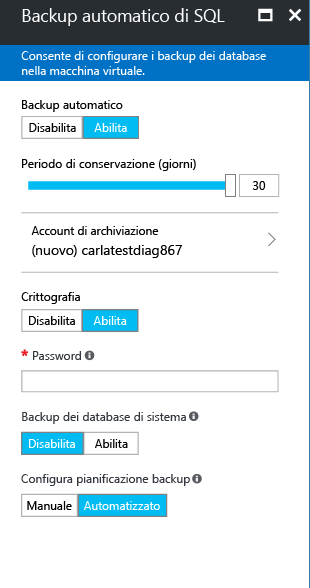 Backup automatico di SQL
Consente di configurare i backup dei database
nella macchina virtuale.
Backup automatico
Disabilita Abilita
Periodo di conservazione (giorni)
30
Account di archiviazione
(nuovo) carlatestdiag867
Crittografia
Disabilita Abilita
* Password
Backup dei database di sistema
Disabilita Abilita
Configura pianificazione backup
Manuale Automatizzato